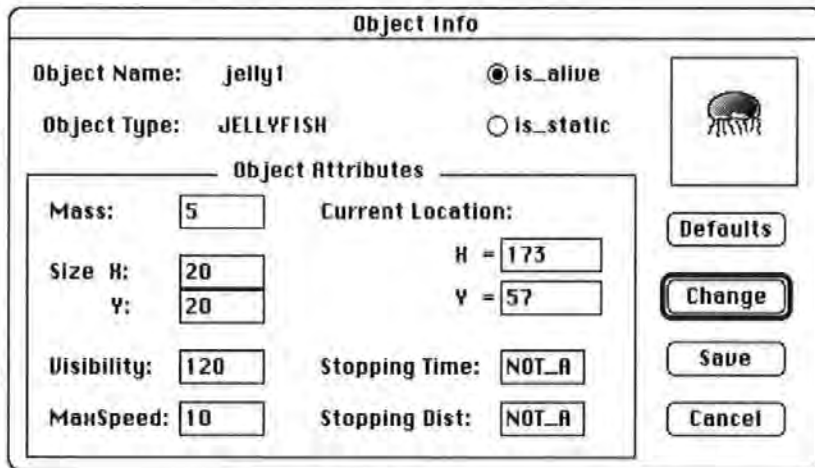 Object Info
Object Name: jelly1
is_alive
Object Type: JELLYFISH
is_static
Object Attributes
Mass: 5
Current Location:
Size X: 20
X = 173
Y: 20
Y = 57
Visibility: 120
Stopping Time: NOT_A
MaxSpeed: 10
Stopping Dist: NOT_A
Defaults
Change
Save
Cancel